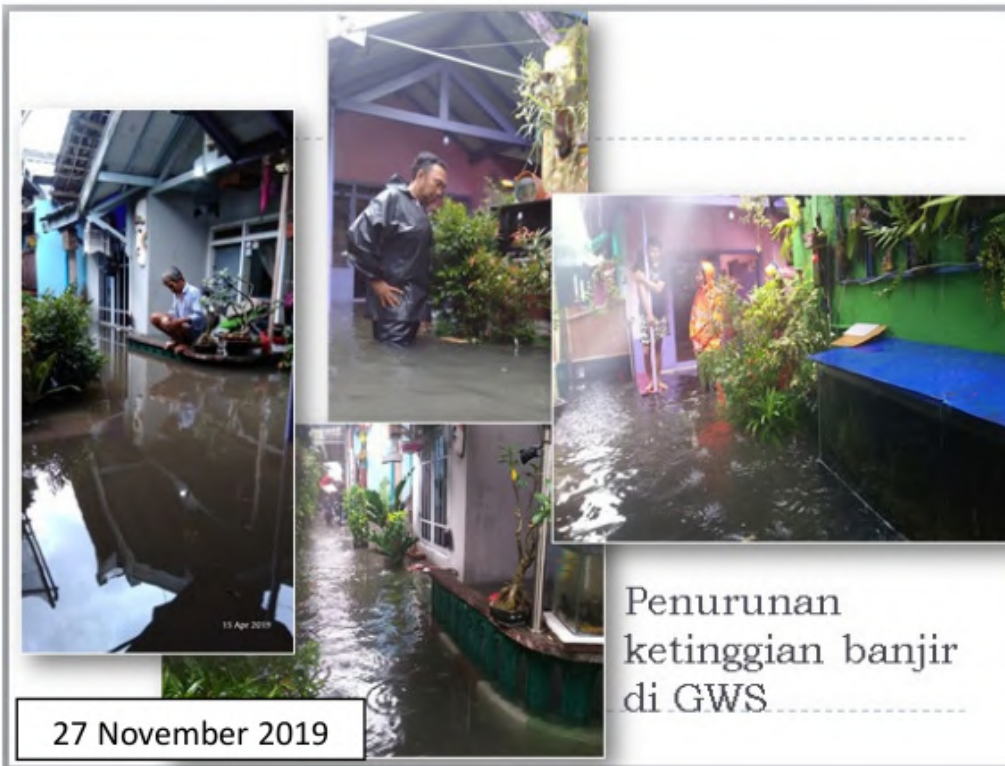 15 Apr 2019
Penurunan
ketinggian banjir
di GWS
27 November 2019